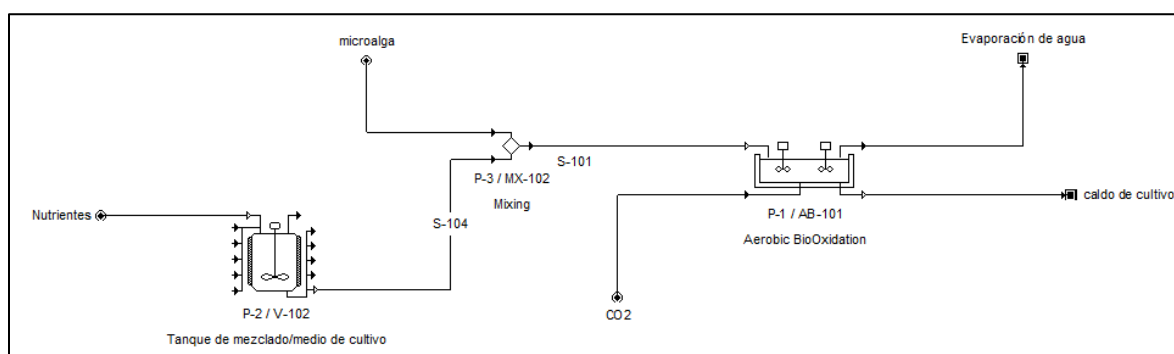 microalga
Evaporación de agua
S-101
P-3 / MX-102
Mixing
Nutrientes
S-104
caldo de cultivo
P-1 / AB-101
Aerobic BioOxidation
P-2 / V-102
CO2
Tanque de mezclado/medio de cultivo